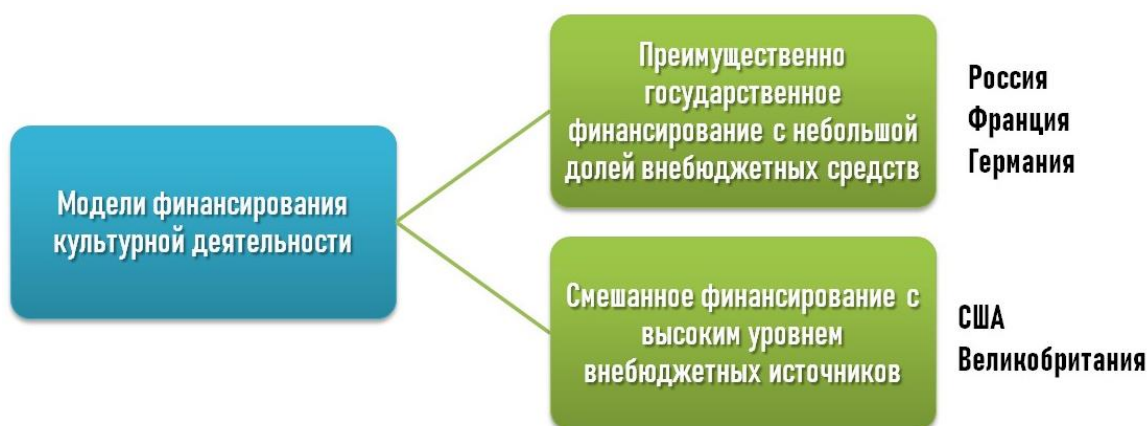 Модели финансирования
культурной деятельности
Преимущественно
государственное
финансирование с небольшой
долей внебюджетных средств
Россия
Франция
Германия
Смешанное финансирование с
высоким уровнем
внебюджетных источников
США
Великобритания